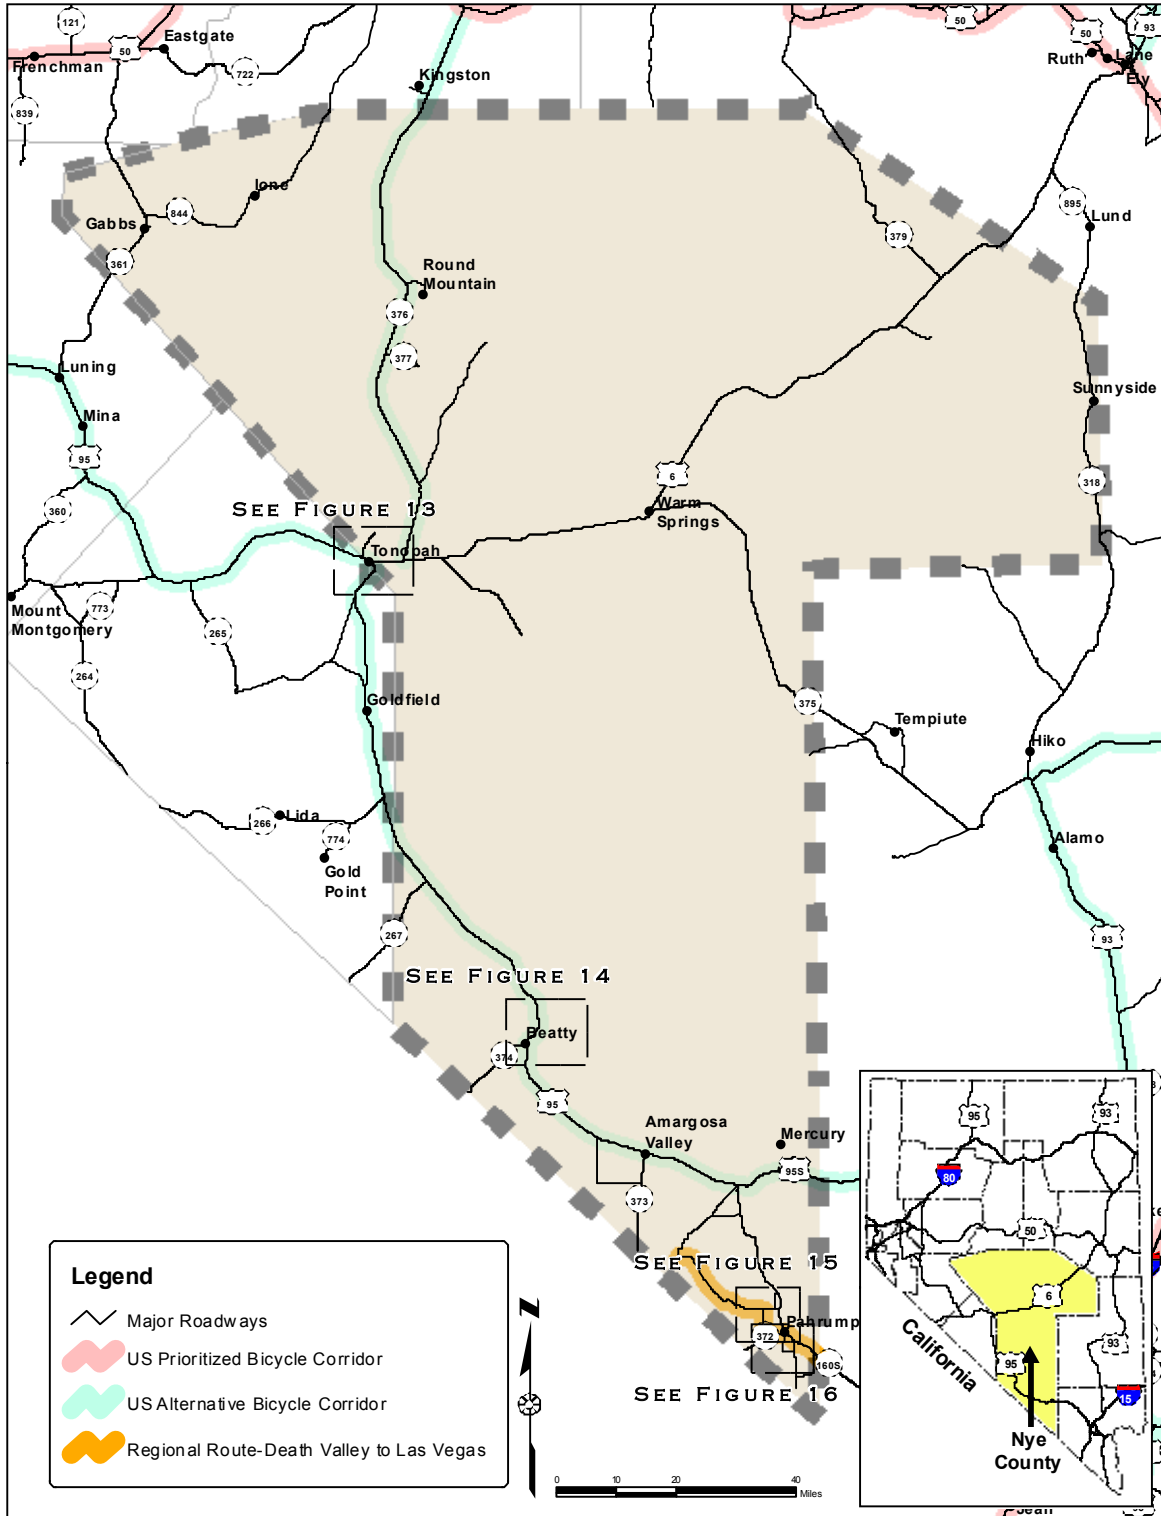 121
Eastgate
50
Frenchman
722
839
Kingston
50
93
50
Ruth
Lane
Ely
Ione
844
Gabbs
361
895
Lund
379
Round
Mountain
376
377
Luning
Mina
95
360
Sunnyside
318
6
Warm
Springs
See Figure 13
Tonopah
Mount
Montgomery
773
265
264
Goldfield
375
Tempiute
Hiko
266
Lida
774
Gold
Point
Alamo
267
93
See Figure 14
Beatty
374
95
Amargosa
Valley
Mercury
95S
373
See Figure 15
Pahrump
372
160S
See Figure 16
Legend
Major Roadways
US Prioritized Bicycle Corridor
US Alternative Bicycle Corridor
Regional Route-Death Valley to Las Vegas
Z
0 10 20 40
Miles
95
93
80
50
6
California
93
95
15
Nye
County
Jean